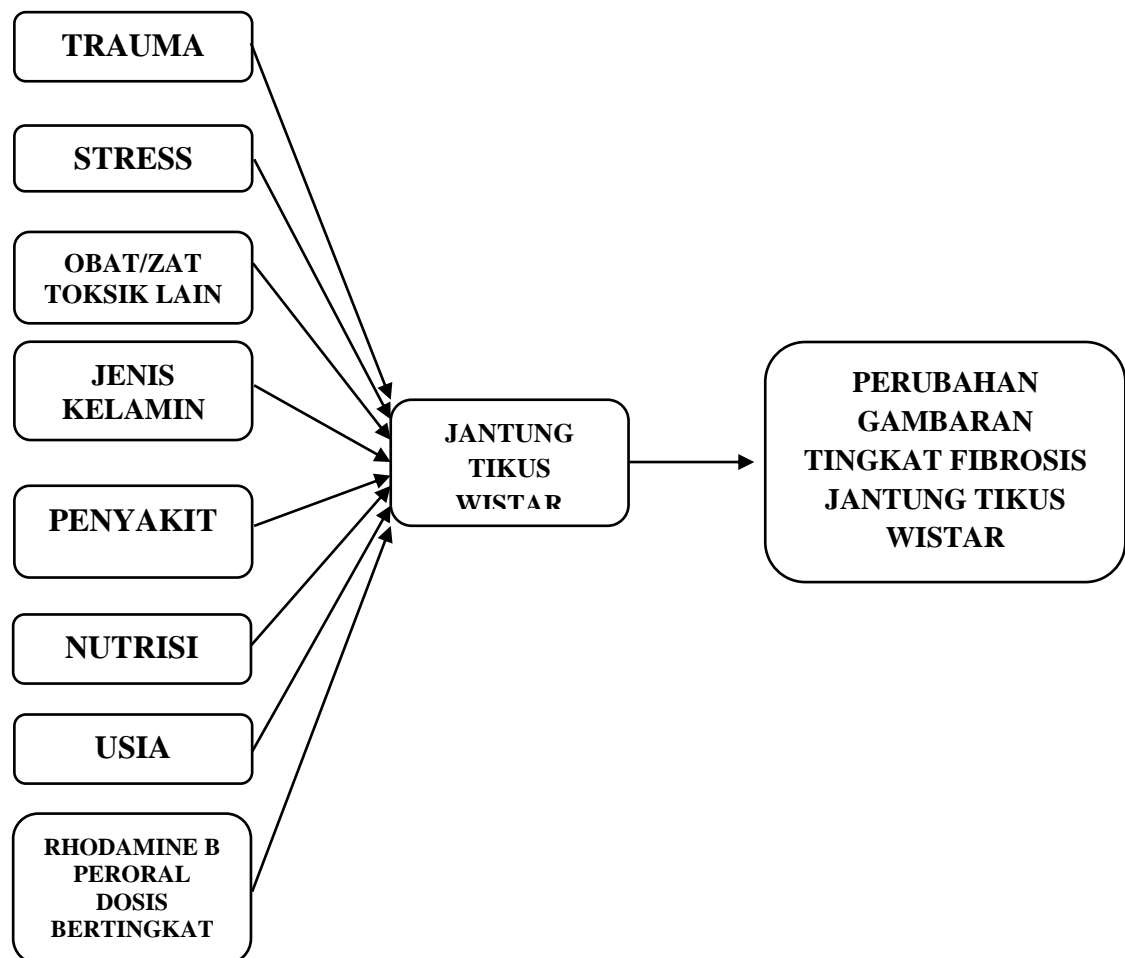 TRAUMA
STRESS
OBAT/ZAT
TOKSIK LAIN
JENIS
KELAMIN
PENYAKIT
NUTRISI
USIA
RHODAMINE B
PERORAL
DOSIS
BERTINGKAT
JANTUNG
TIKUS
WISTAR
PERUBAHAN
GAMBARAN
TINGKAT FIBROSIS
JANTUNG TIKUS
WISTAR